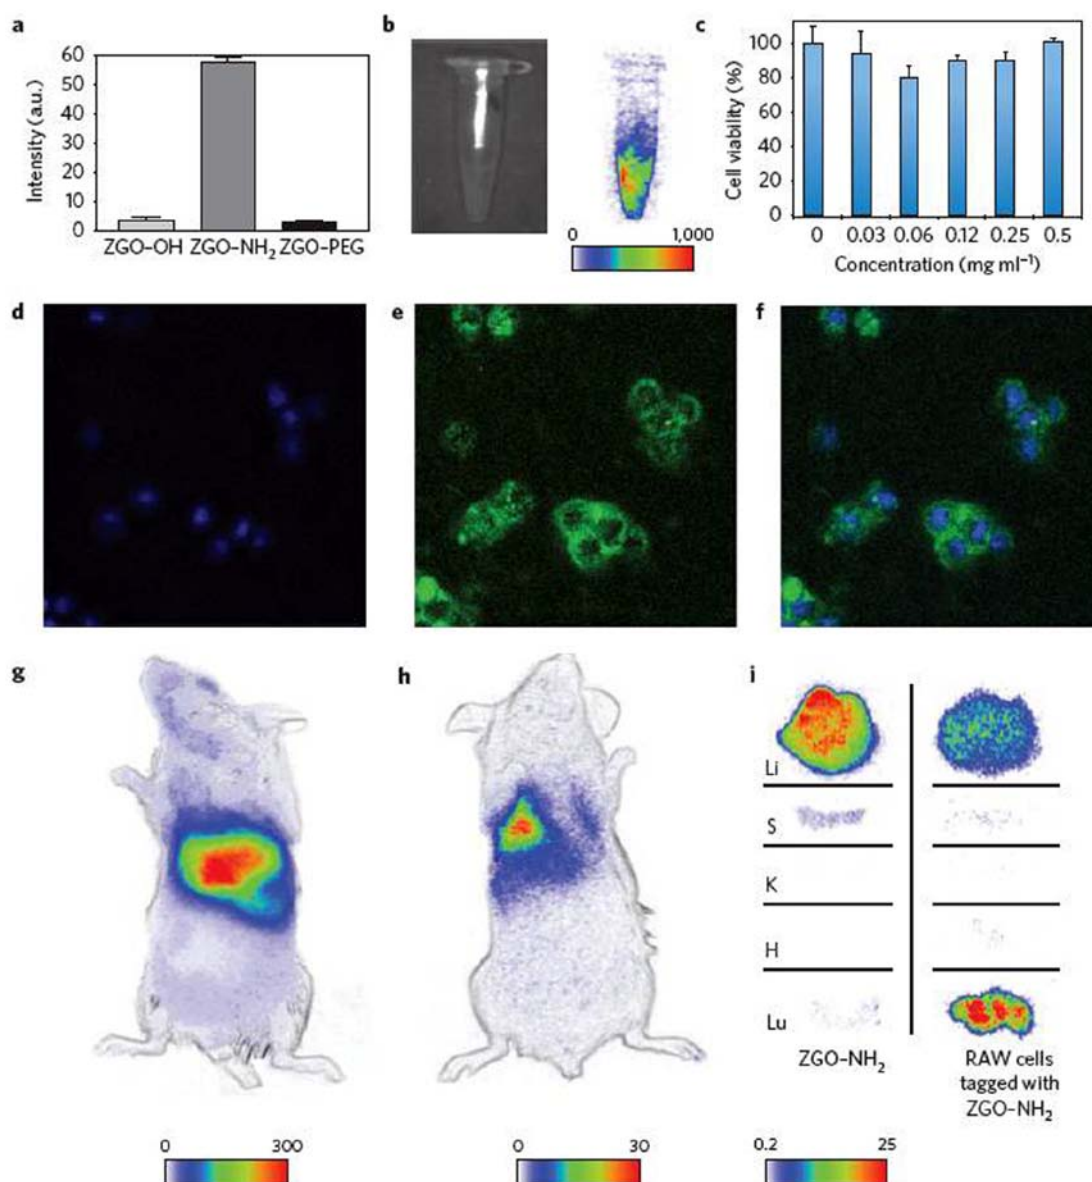 a
60
50
40
30
20
10
0
Intensity (a.u.)
ZGO-OH ZGO-NH₂ ZGO-PEG
b
0 1,000
c
100
80
60
40
20
0
Cell viability (%)
0 0.03 0.06 0.12 0.25 0.5
Concentration (mg ml⁻¹)
d
e
f
g
0 300
h
0 30
i
Li
S
K
H
Lu
ZGO-NH₂
RAW cells
tagged with
ZGO-NH₂
0.2 25